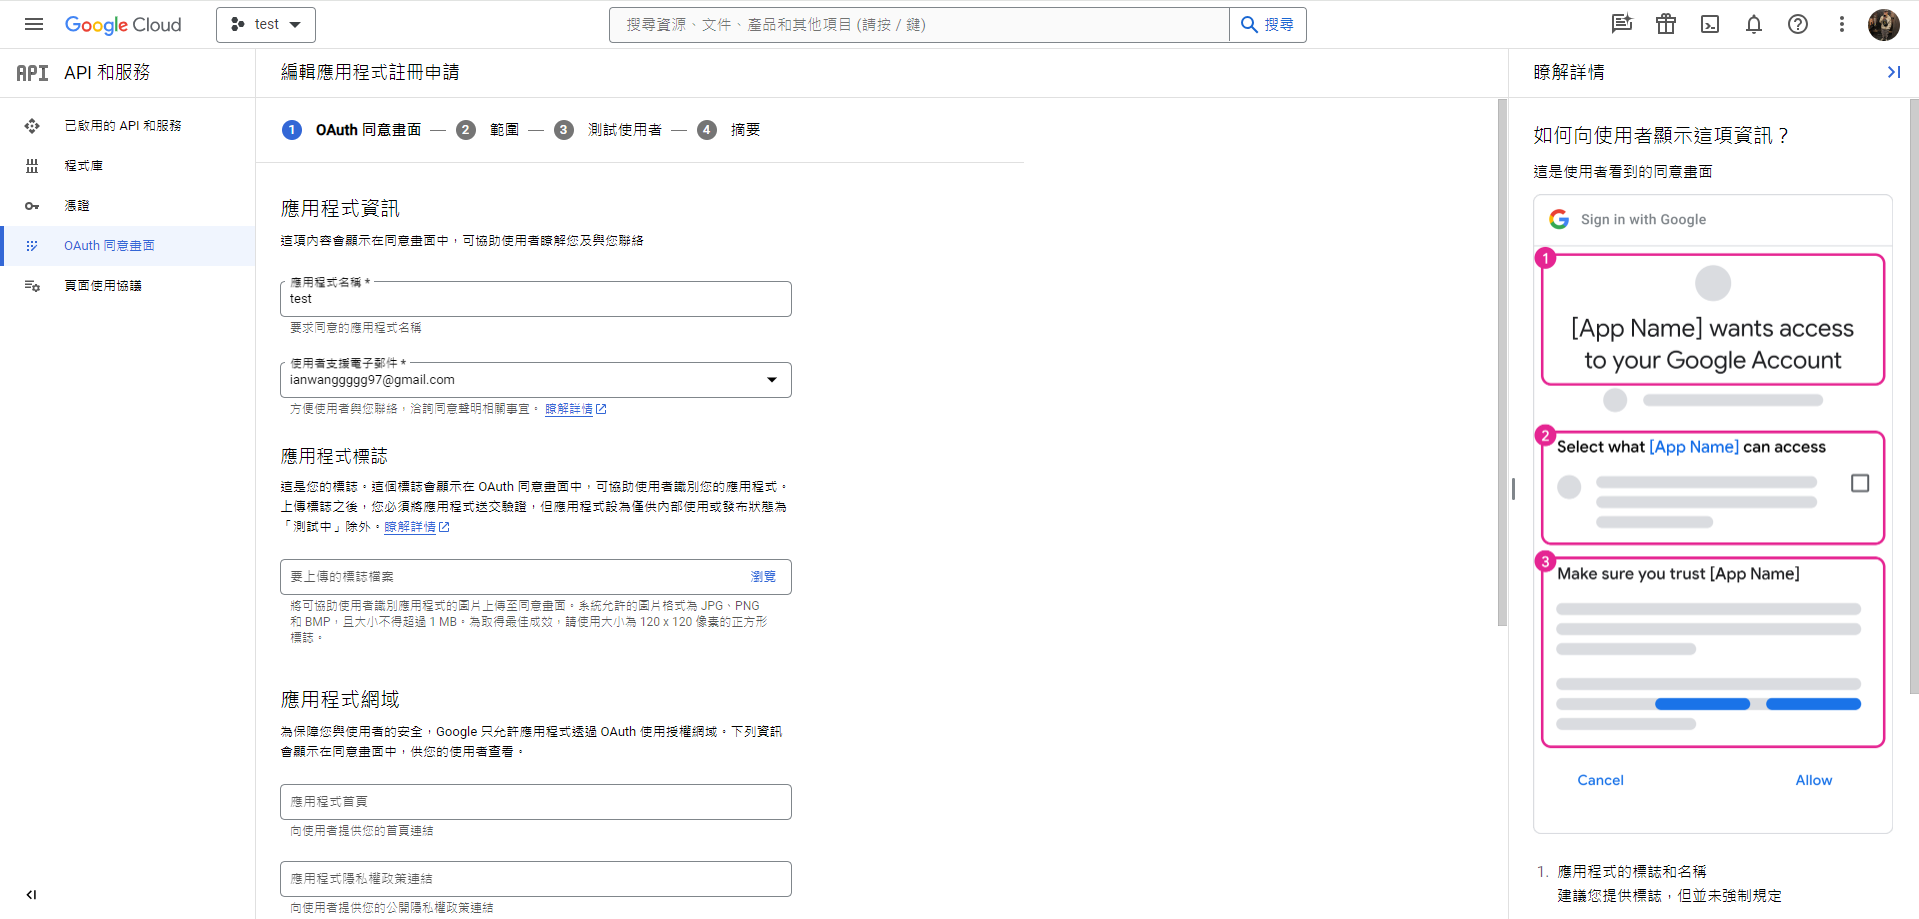 Google Cloud
test
搜尋資源、文件、產品和其他項目 (請按 / 鍵)
搜尋
API
API 和服務
已啟用的 API 和服務
程式庫
憑證
OAuth 同意畫面
頁面使用協議
編輯應用程式註冊申請
1 OAuth 同意畫面 — 2 範圍 — 3 測試使用者 — 4 摘要
應用程式資訊
這項內容會顯示在同意畫面中，可協助使用者瞭解您及與您聯絡
應用程式名稱 *
test
要求同意的應用程式名稱
使用者支援電子郵件 *
ianwanggggg97@gmail.com
方便使用者與您聯絡，洽詢同意聲明相關事宜。 瞭解詳情
應用程式標誌
這是您的標誌。這個標誌會顯示在 OAuth 同意畫面中，可協助使用者識別您的應用程式。
上傳標誌之後，您必須將應用程式送交驗證，但應用程式設為僅供內部使用或發布狀態為
「測試中」除外。瞭解詳情
要上傳的標誌檔案
瀏覽
將可協助使用者識別應用程式的圖片上傳至同意畫面。系統允許的圖片格式為 JPG、PNG
和 BMP，且大小不得超過 1 MB。為取得最佳成效，請使用大小為 120 x 120 像素的正方形
標誌。
應用程式網域
為保障您與使用者的安全，Google 只允許應用程式透過 OAuth 使用授權網域。下列資訊
會顯示在同意畫面中，供您的使用者查看。
應用程式首頁
向使用者提供您的首頁連結
應用程式隱私權政策連結
向使用者提供您的公開隱私權政策連結
瞭解詳情
如何向使用者顯示這項資訊？
這是使用者看到的同意畫面
Sign in with Google
1
[App Name] wants access
to your Google Account
2
Select what [App Name] can access
3
Make sure you trust [App Name]
Cancel
Allow
1. 應用程式的標誌和名稱
建議您提供標誌，但並未強制規定